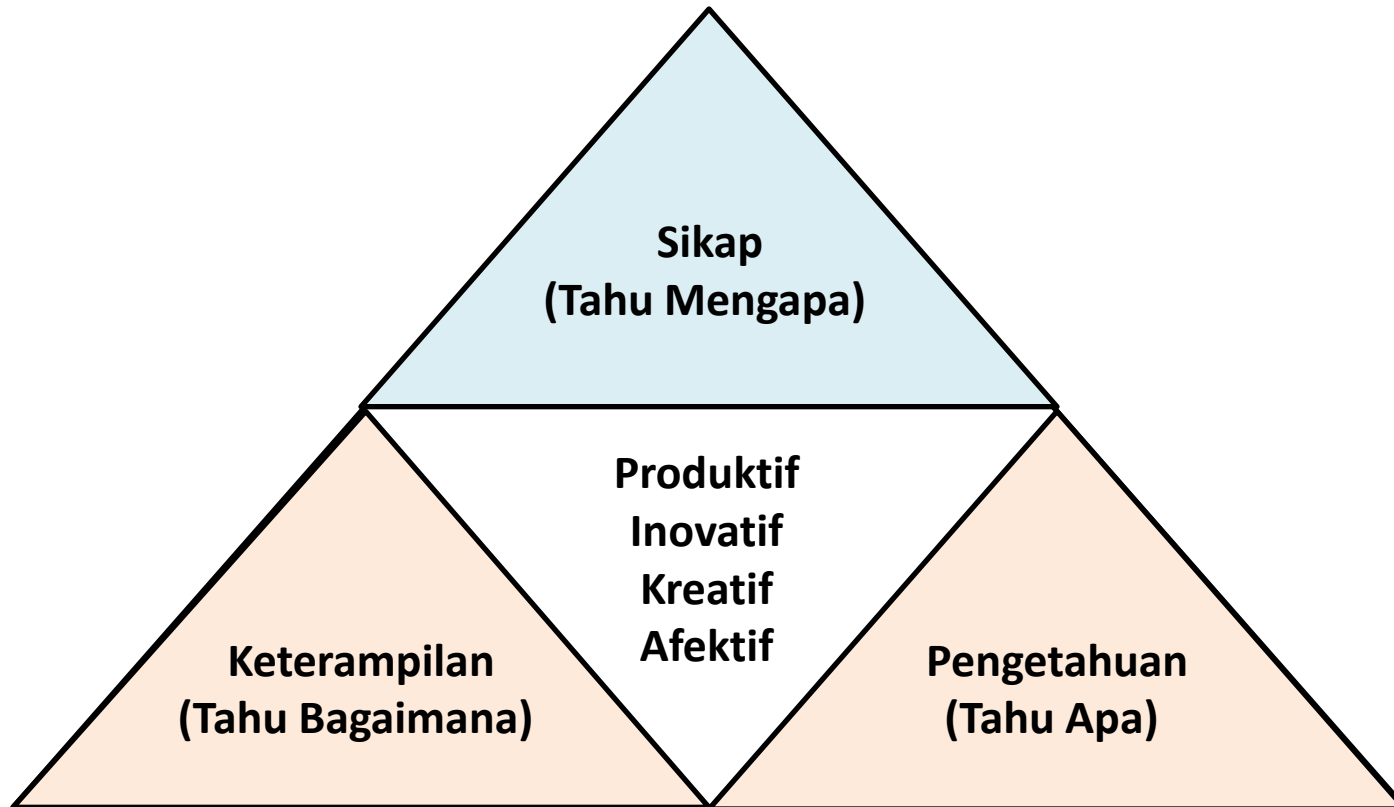 Sikap
(Tahu Mengapa)
Produktif
Inovatif
Kreatif
Afektif
Keterampilan
(Tahu Bagaimana)
Pengetahuan
(Tahu Apa)